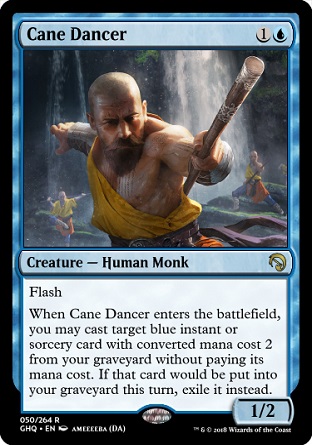 Cane Dancer 1
Creature — Human Monk
Flash
When Cane Dancer enters the battlefield,
you may cast target blue instant or
sorcery card with converted mana cost 2
from your graveyard without paying its
mana cost. If that card would be put into
your graveyard this turn, exile it instead.
1/2
050/264 R
GHQ • EN AMEEEBA (DA) ™ & © 2018 Wizards of the Coast